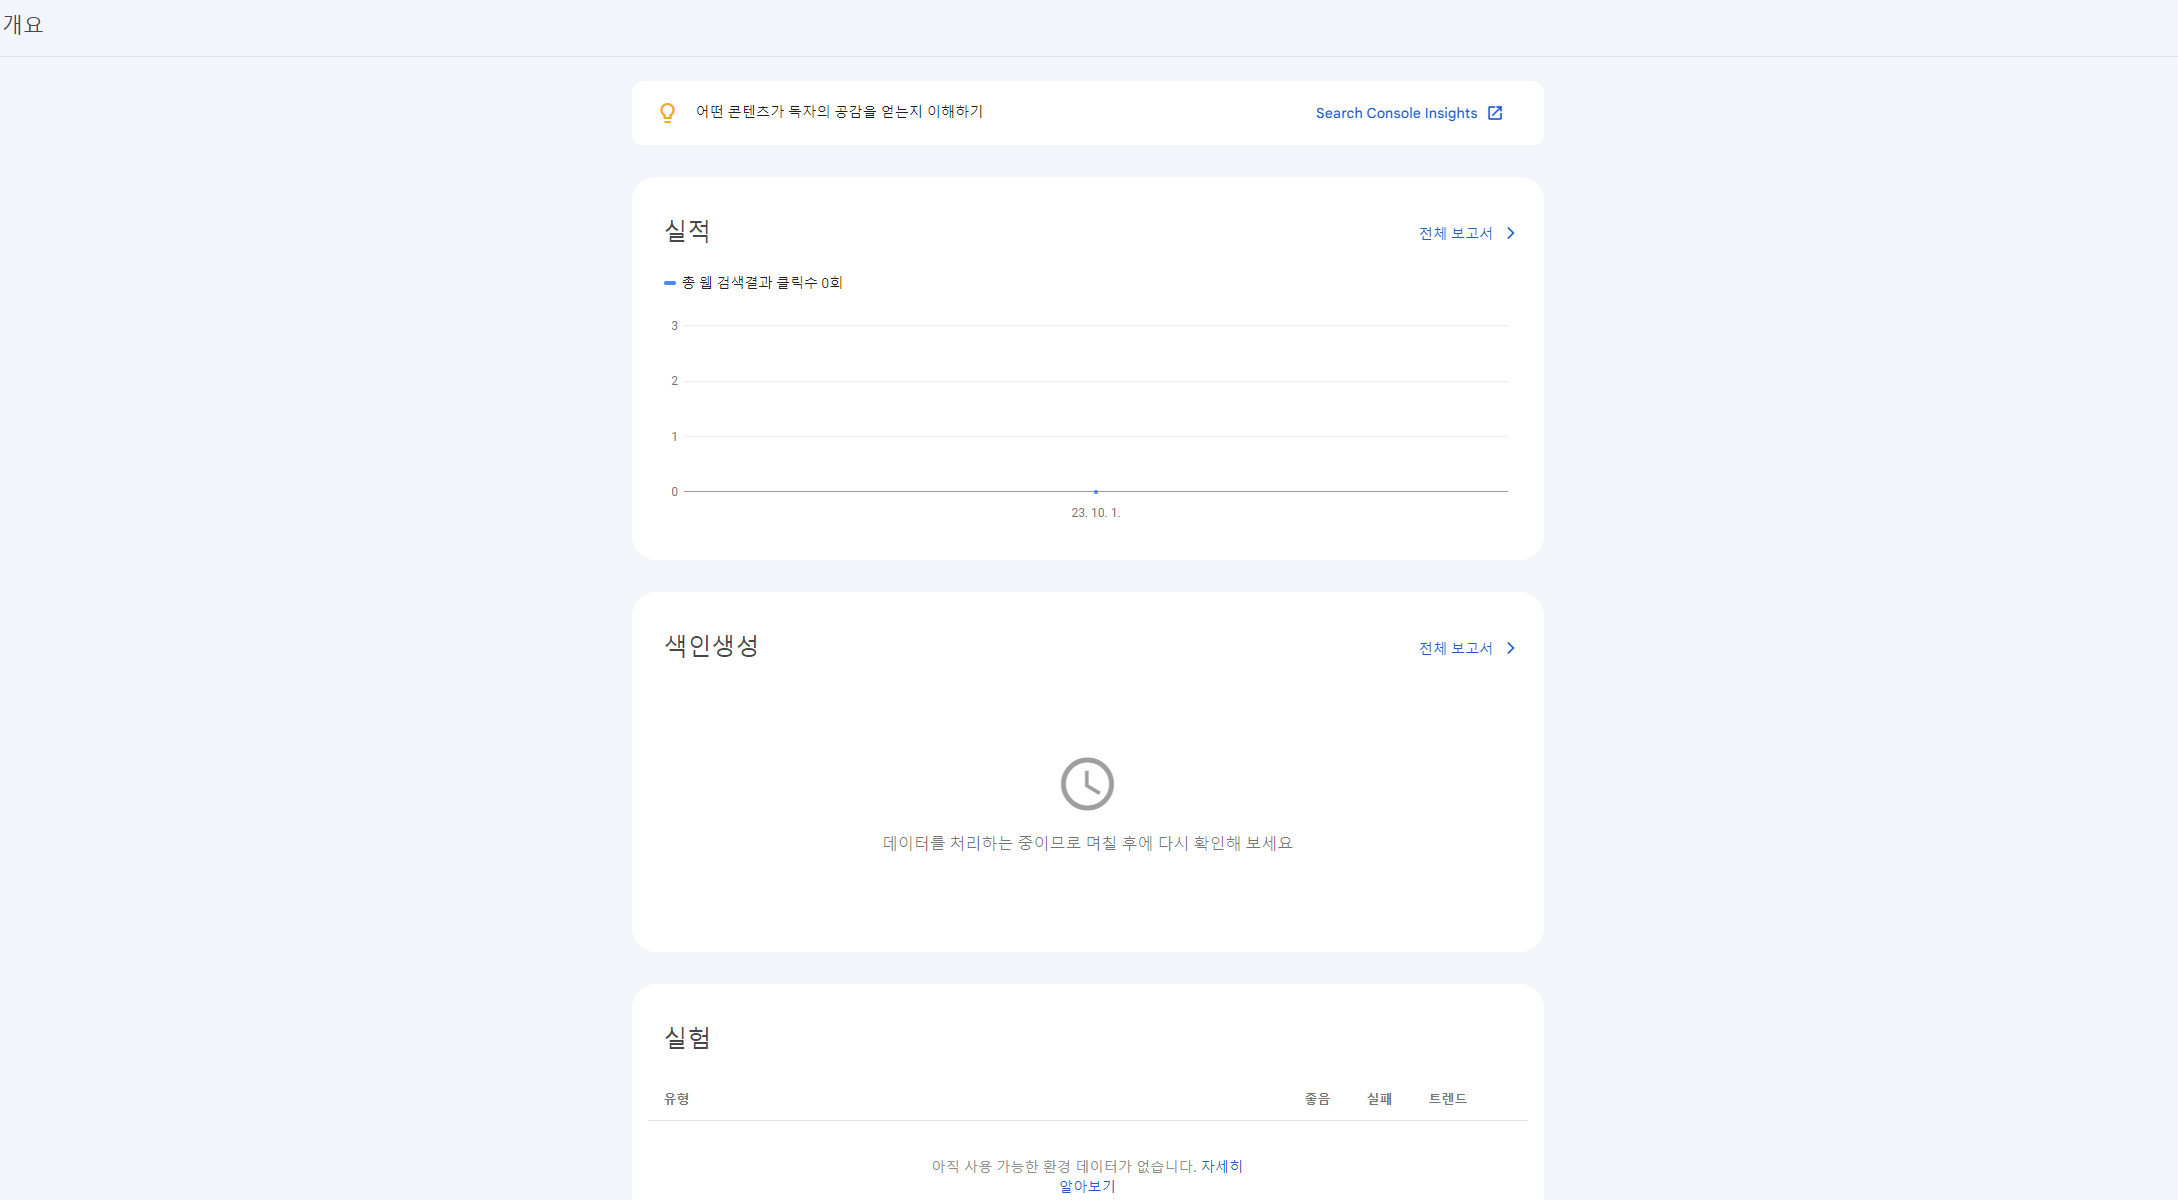 개요
어떤 콘텐츠가 독자의 공감을 얻는지 이해하기
Search Console Insights
실적
전체 보고서
총 웹 검색결과 클릭수 0회
3
2
1
0
23. 10. 1.
색인생성
전체 보고서
데이터를 처리하는 중이므로 며칠 후에 다시 확인해 보세요
실험
유형 좋음 실패 트렌드
아직 사용 가능한 환경 데이터가 없습니다. 자세히
알아보기